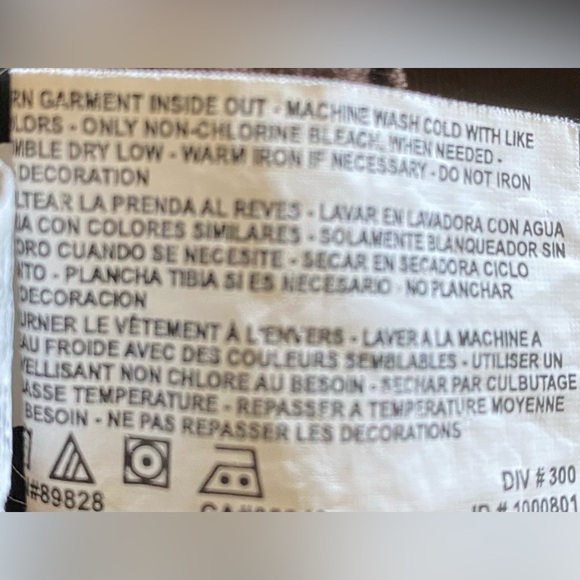 RN GARMENT INSIDE OUT - MACHINE WASH COLD WITH LIKE
LORS - ONLY NON-CHLORINE BLEACH, WHEN NEEDED -
MBLE DRY LOW - WARM IRON IF NECESSARY - DO NOT IRON
DECORATION
LTEAR LA PRENDA AL REVES - LAVAR EN LAVADORA CON AGUA
IA CON COLORES SIMILARES - SOLAMENTE BLANQUEADOR SIN
ORO CUANDO SE NECESITE - SECAR EN SECADORA CICLO
NTO - PLANCHA TIBIA SI ES NECESARIO - NO PLANCHAR
DECORACION
URNER LE VÊTEMENT À L'ENVERS - LAVER A LA MACHINE A
AU FROIDE AVEC DES COULEURS SEMBLABLES - UTILISER UN
VELLISANT NON CHLORE AU BESOIN - SECHAR PAR CULBUTAGE
ASSE TEMPERATURE - REPASSER A TEMPERATURE MOYENNE
BESOIN - NE PAS REPASSER LES DECORATIONS
#89828
DIV # 300
ID # 1000801